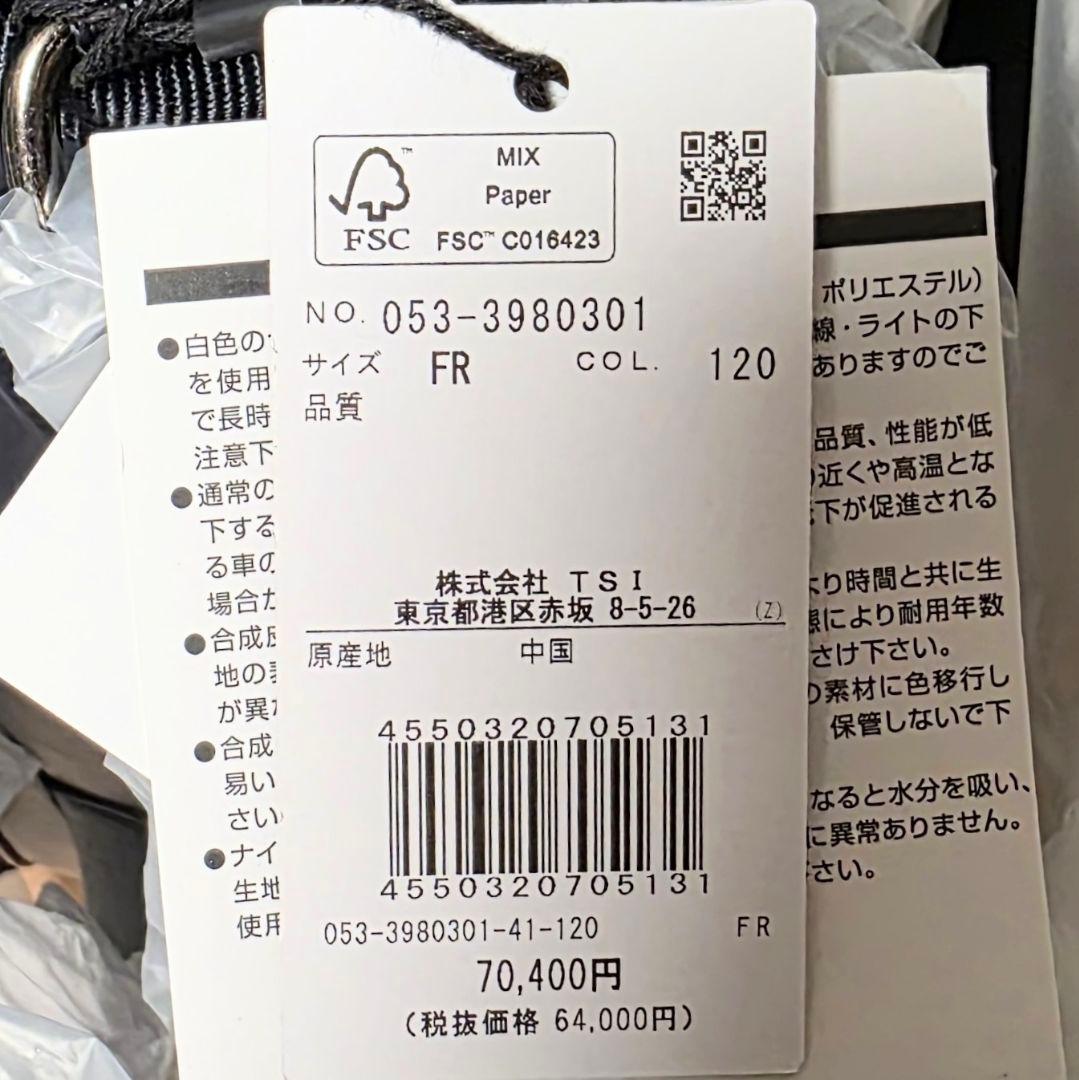 MIX
Paper
FSC
FSC™ C016423
NO. 053-3980301
サイズ FR COL. 120
品質
株式会社 TSI
東京都港区赤坂 8-5-26 (Z)
原産地 中国
4550320705131
4550320705131
053-3980301-41-120 FR
70,400円
(税抜価格 64,000円)
●白色の
を使用
で長時
注意下
●通常の
下する
る車の
場合
●合成
地の
が異
●合成
易い
さい
●ナイ
生地
使用
ポリエステル)
線・ライトの下
ありますのでご
品質、性能が低
近くや高温とな
下が促進される
より時間と共に生
により耐用年数
さけ下さい。
の素材に色移行し
保管しないで下
なると水分を吸い、
に異常ありません。
さい。